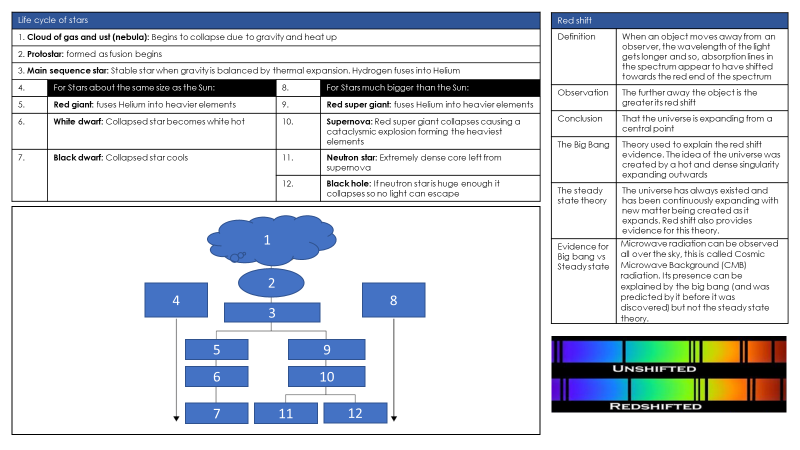 Life cycle of stars
1. Cloud of gas and ust (nebula): Begins to collapse due to gravity and heat up
2. Protostar: formed as fusion begins
3. Main sequence star: Stable star when gravity is balanced by thermal expansion. Hydrogen fuses into Helium
4. For Stars about the same size as the Sun:
8. For Stars much bigger than the Sun:
5. Red giant: fuses Helium into heavier elements
9. Red super giant: fuses Helium into heavier elements
6. White dwarf: Collapsed star becomes white hot
10. Supernova: Red super giant collapses causing a
cataclysmic explosion forming the heaviest
elements
7. Black dwarf: Collapsed star cools
11. Neutron star: Extremely dense core left from
supernova
12. Black hole: If neutron star is huge enough it
collapses so no light can escape
1
2
3
4
8
5
9
6
10
7
11
12
Red shift
Definition
When an object moves away from an
observer, the wavelength of the light
gets longer and so, absorption lines in
the spectrum appear to have shifted
towards the red end of the spectrum
Observation
The further away the object is the
greater its red shift
Conclusion
That the universe is expanding from a
central point
The Big Bang
Theory used to explain the red shift
evidence. The idea of the universe was
created by a hot and dense singularity
expanding outwards
The steady
state theory
The universe has always existed and
has been continuously expanding with
new matter being created as it
expands. Red shift also provides
evidence for this theory.
Evidence for
Big bang vs
Steady state
Microwave radiation can be observed
all over the sky, this is called Cosmic
Microwave Background (CMB)
radiation. Its presence can be
explained by the big bang (and was
predicted by it before it was
discovered) but not the steady state
theory.
UNSHIFTED
REDSHIFTED